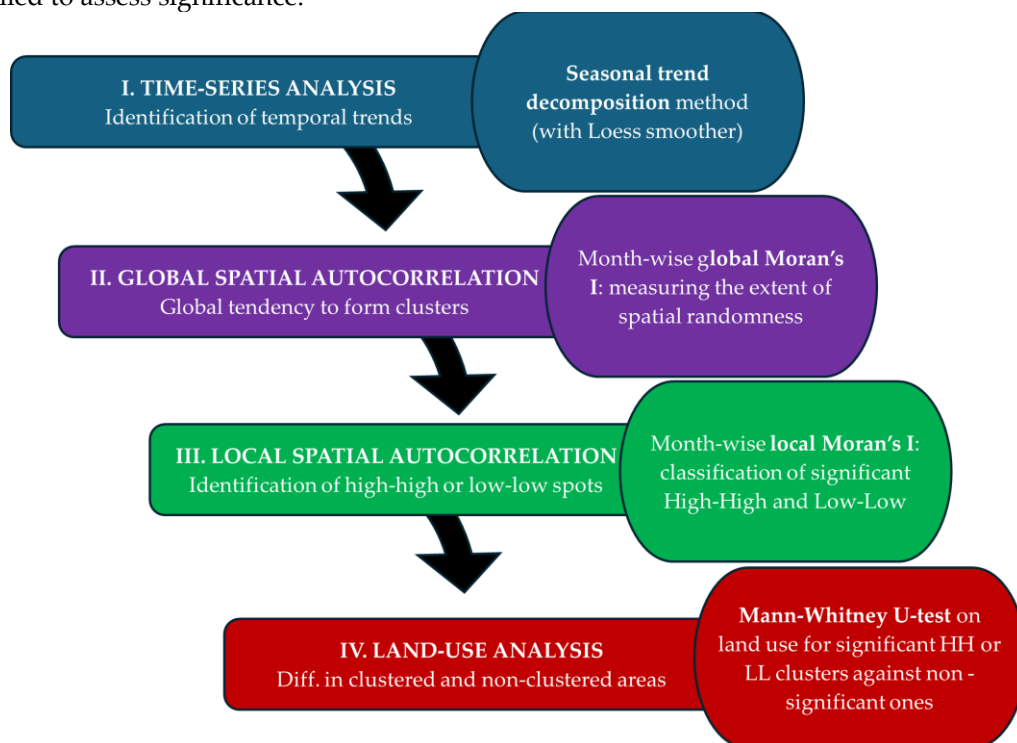 to assess significance.
I. TIME-SERIES ANALYSIS
Identification of temporal trends
Seasonal trend
decomposition method
(with Loess smoother)
II. GLOBAL SPATIAL AUTOCORRELATION
Global tendency to form clusters
Month-wise global Moran's
I: measuring the extent of
spatial randomness
III. LOCAL SPATIAL AUTOCORRELATION
Identification of high-high or low-low spots
Month-wise local Moran's I:
classification of significant
High-High and Low-Low
IV. LAND-USE ANALYSIS
Diff. in clustered and non-clustered areas
Mann-Whitney U-test on
land use for significant HH or
LL clusters against non -
significant ones